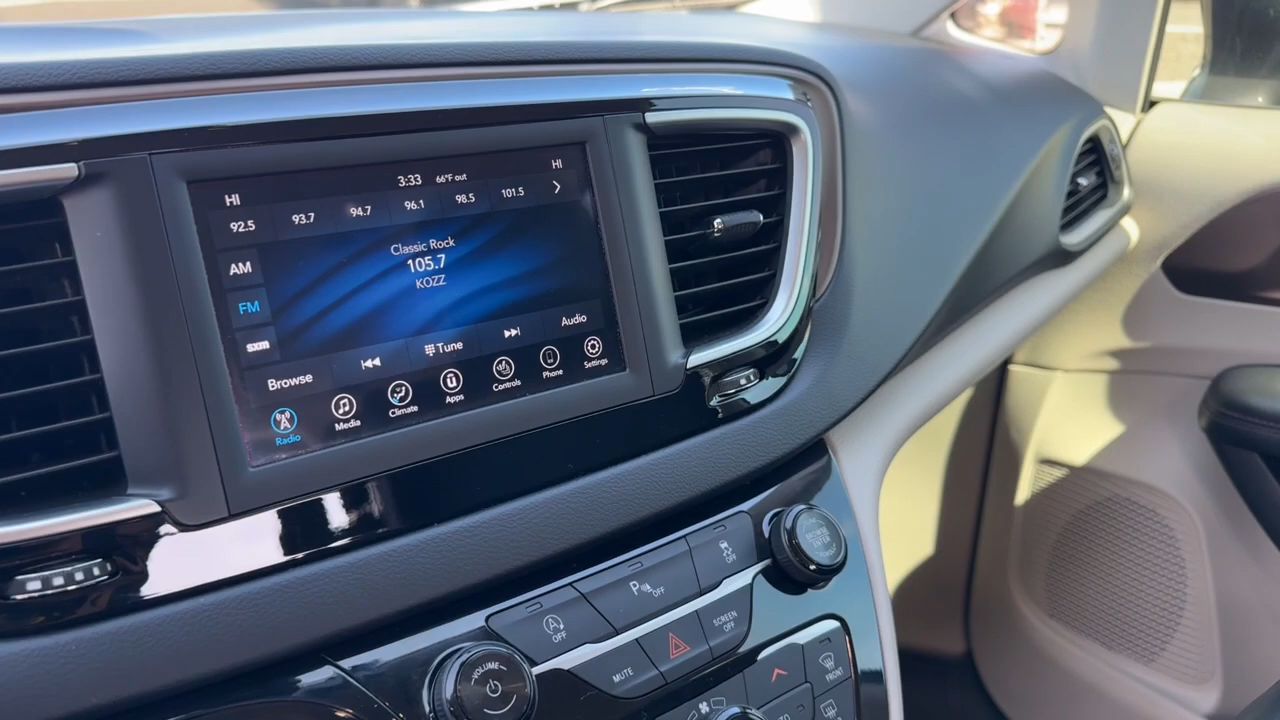 HI 3:33 66°F out HI
92.5 93.7 94.7 96.1 98.5 101.5
Classic Rock
105.7
KOZZ
AM
FM
sxm
Browse Tune Audio
Radio Media Climate Apps Controls Phone Settings
OFF
P OFF
OFF
BROWSE
ENTER
VOLUME
MUTE
SCREEN
OFF
FRONT